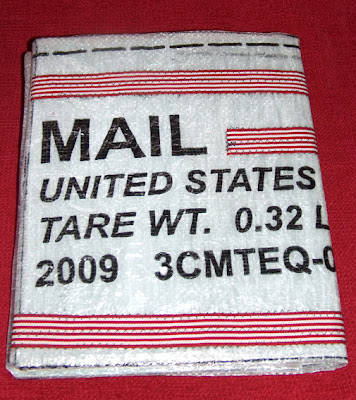 MAIL
UNITED STATES
TARE WT. 0.32 L
2009 3CMTEQ-0